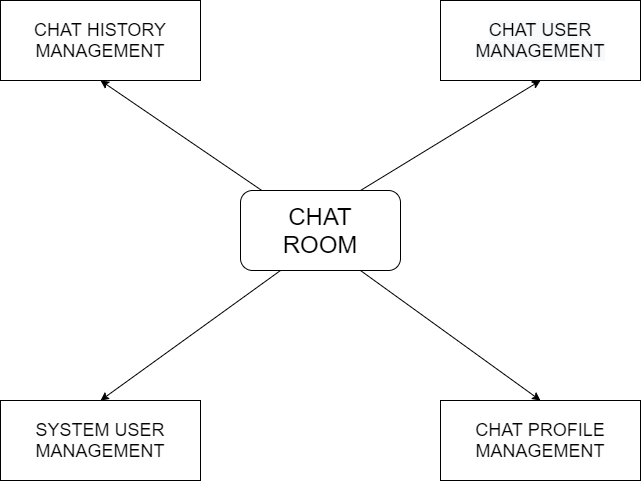 CHAT HISTORY
MANAGEMENT
CHAT USER
MANAGEMENT
CHAT
ROOM
SYSTEM USER
MANAGEMENT
CHAT PROFILE
MANAGEMENT